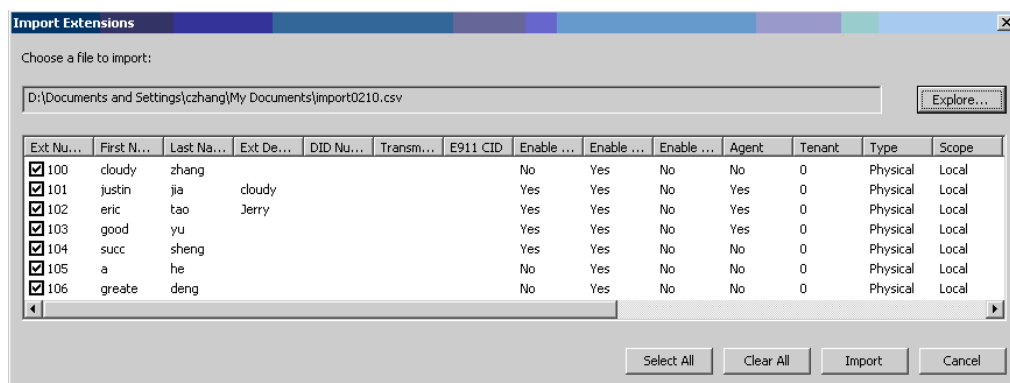 Import Extensions
Choose a file to import:
D:\Documents and Settings\czhang\My Documents\import0210.csv
Explore...
Ext Nu... First N... Last Na... Ext De... DID Nu... Transm... E911 CID Enable ... Enable ... Enable ... Agent Tenant Type Scope
100 cloudy zhang No Yes No No 0 Physical Local
101 justin jia cloudy Yes Yes No Yes 0 Physical Local
102 eric tao Jerry Yes Yes No Yes 0 Physical Local
103 good yu Yes Yes No Yes 0 Physical Local
104 succ sheng Yes Yes No No 0 Physical Local
105 a he No Yes No No 0 Physical Local
106 greate deng No Yes No No 0 Physical Local
Select All Clear All Import Cancel